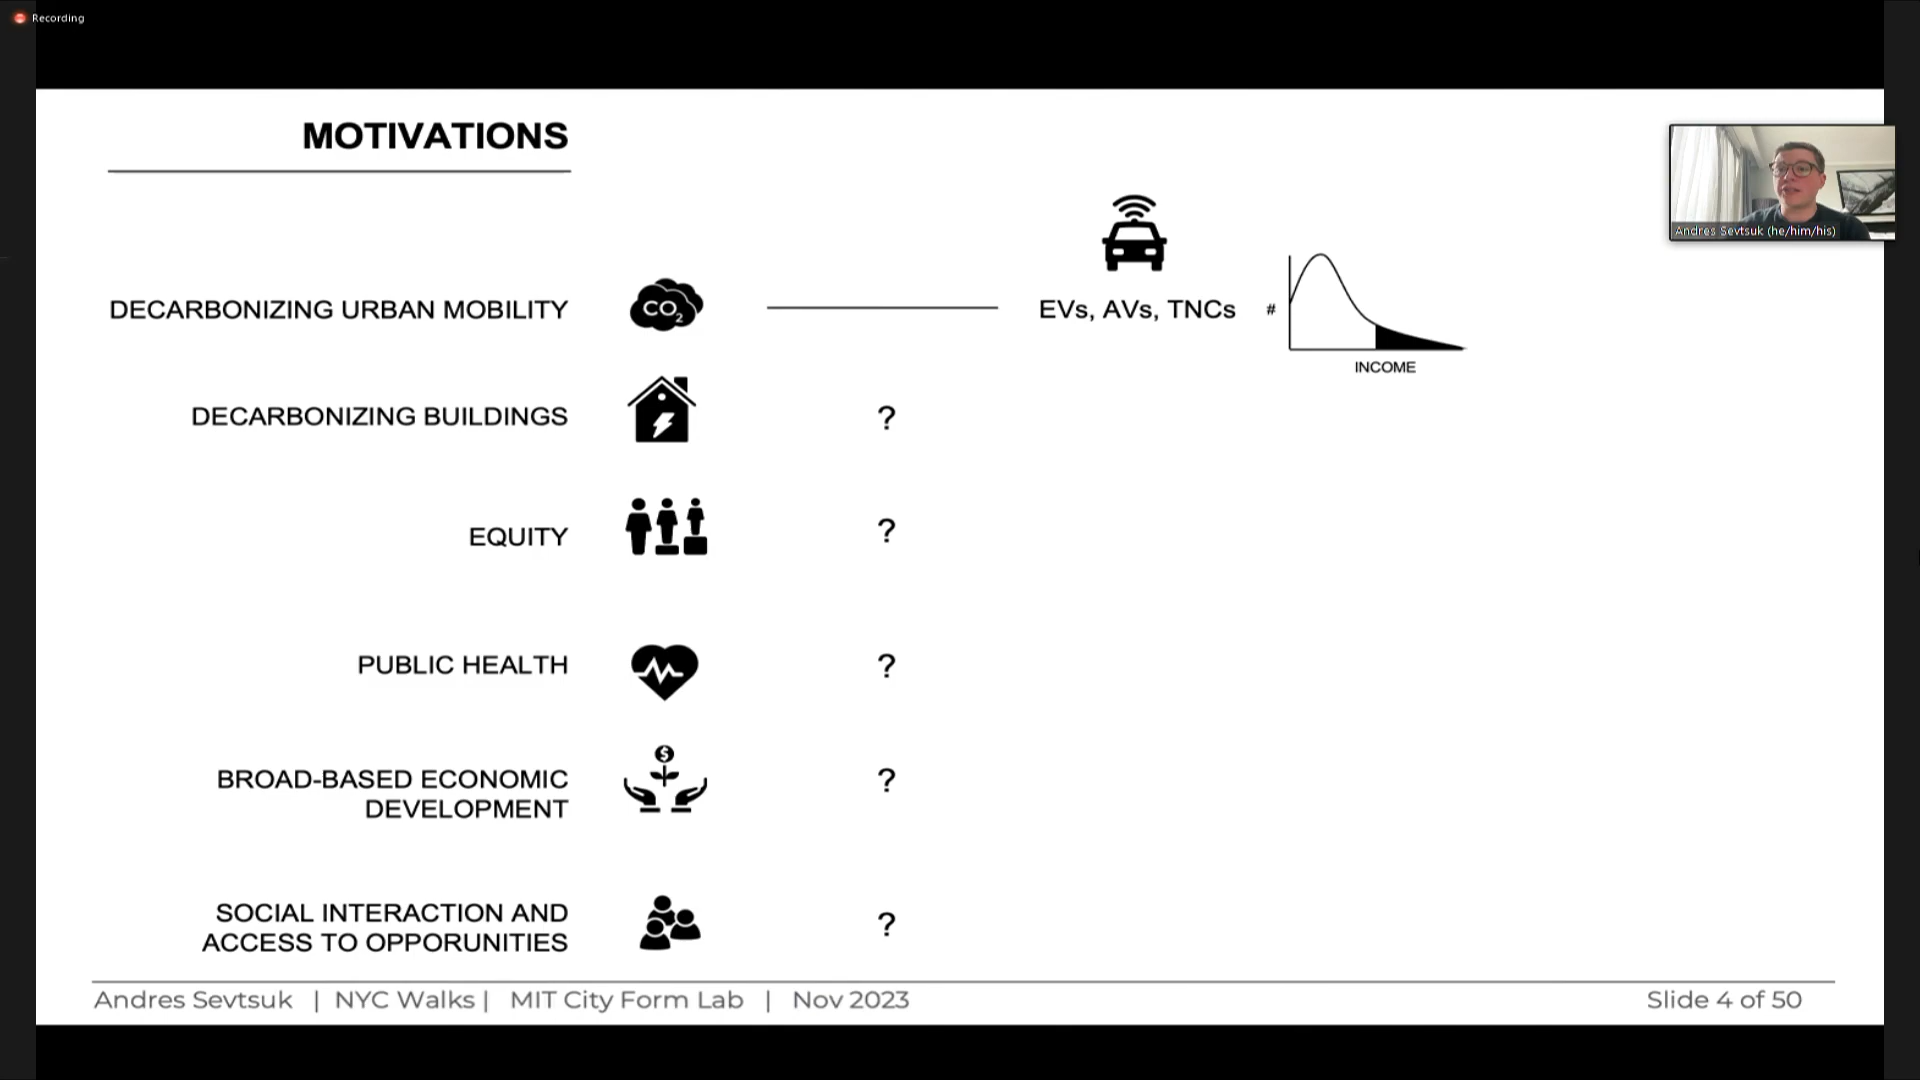 Recording
MOTIVATIONS
Andres Sevtsuk (he/him/his)
DECARBONIZING URBAN MOBILITY
CO2
EVs, AVs, TNCs
#
INCOME
DECARBONIZING BUILDINGS
?
EQUITY
?
PUBLIC HEALTH
?
$
BROAD-BASED ECONOMIC
DEVELOPMENT
?
SOCIAL INTERACTION AND
ACCESS TO OPPORUNITIES
?
Andres Sevtsuk | NYC Walks | MIT City Form Lab | Nov 2023
Slide 4 of 50